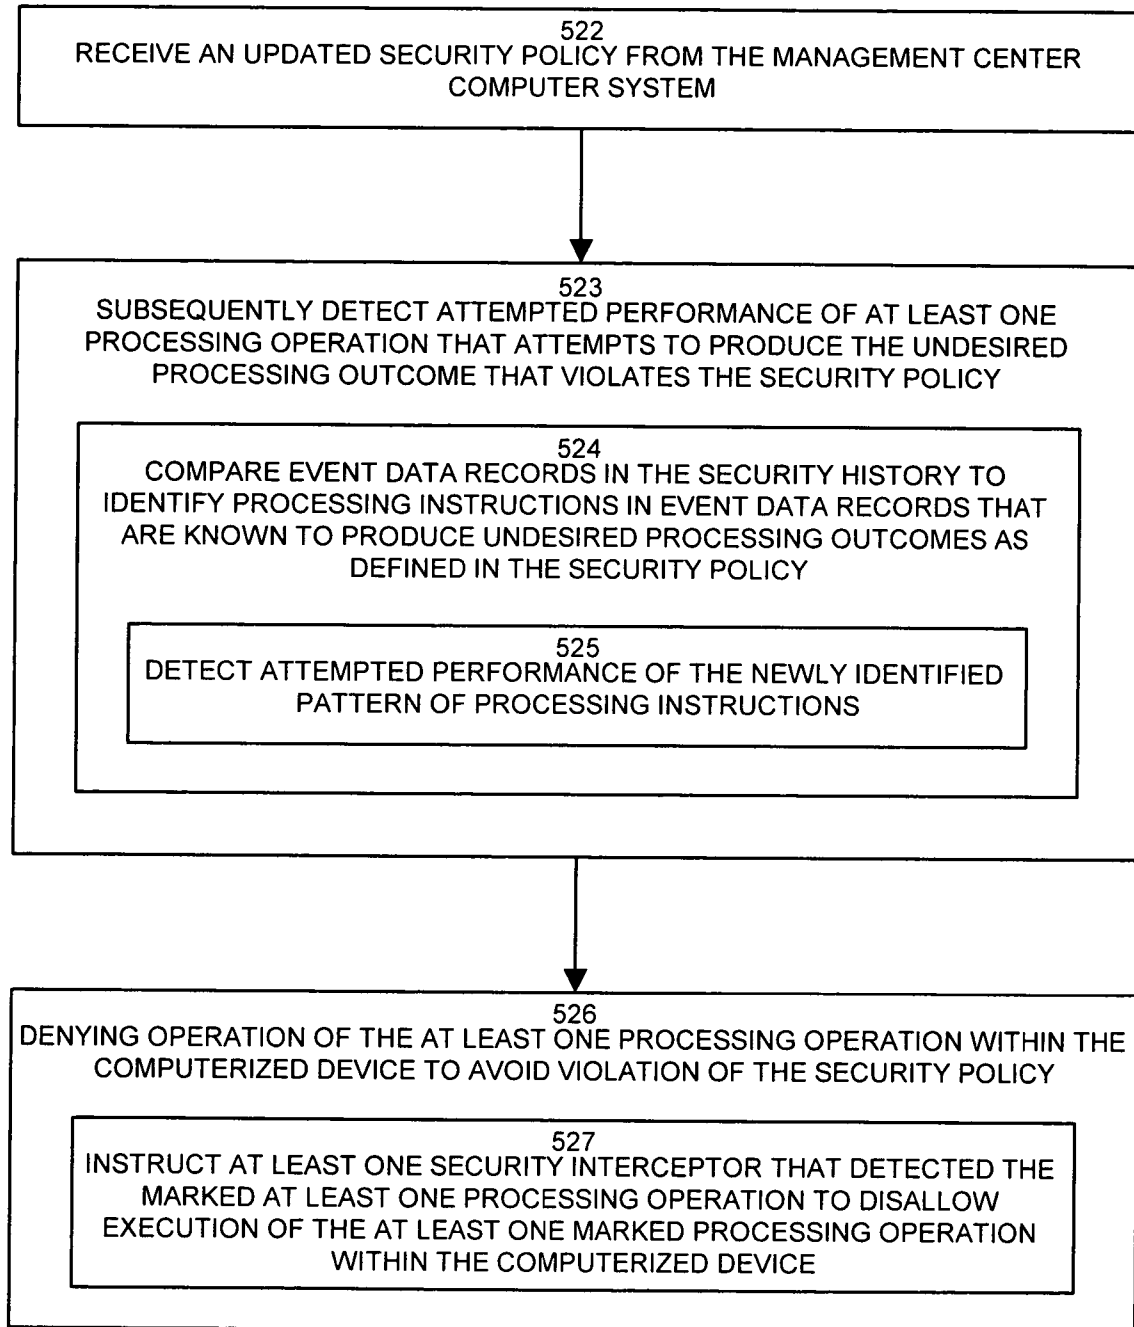 522
RECEIVE AN UPDATED SECURITY POLICY FROM THE MANAGEMENT CENTER
COMPUTER SYSTEM
523
SUBSEQUENTLY DETECT ATTEMPTED PERFORMANCE OF AT LEAST ONE
PROCESSING OPERATION THAT ATTEMPTS TO PRODUCE THE UNDESIRED
PROCESSING OUTCOME THAT VIOLATES THE SECURITY POLICY
524
COMPARE EVENT DATA RECORDS IN THE SECURITY HISTORY TO
IDENTIFY PROCESSING INSTRUCTIONS IN EVENT DATA RECORDS THAT
ARE KNOWN TO PRODUCE UNDESIRED PROCESSING OUTCOMES AS
DEFINED IN THE SECURITY POLICY
525
DETECT ATTEMPTED PERFORMANCE OF THE NEWLY IDENTIFIED
PATTERN OF PROCESSING INSTRUCTIONS
526
DENYING OPERATION OF THE AT LEAST ONE PROCESSING OPERATION WITHIN THE
COMPUTERIZED DEVICE TO AVOID VIOLATION OF THE SECURITY POLICY
527
INSTRUCT AT LEAST ONE SECURITY INTERCEPTOR THAT DETECTED THE
MARKED AT LEAST ONE PROCESSING OPERATION TO DISALLOW
EXECUTION OF THE AT LEAST ONE MARKED PROCESSING OPERATION
WITHIN THE COMPUTERIZED DEVICE